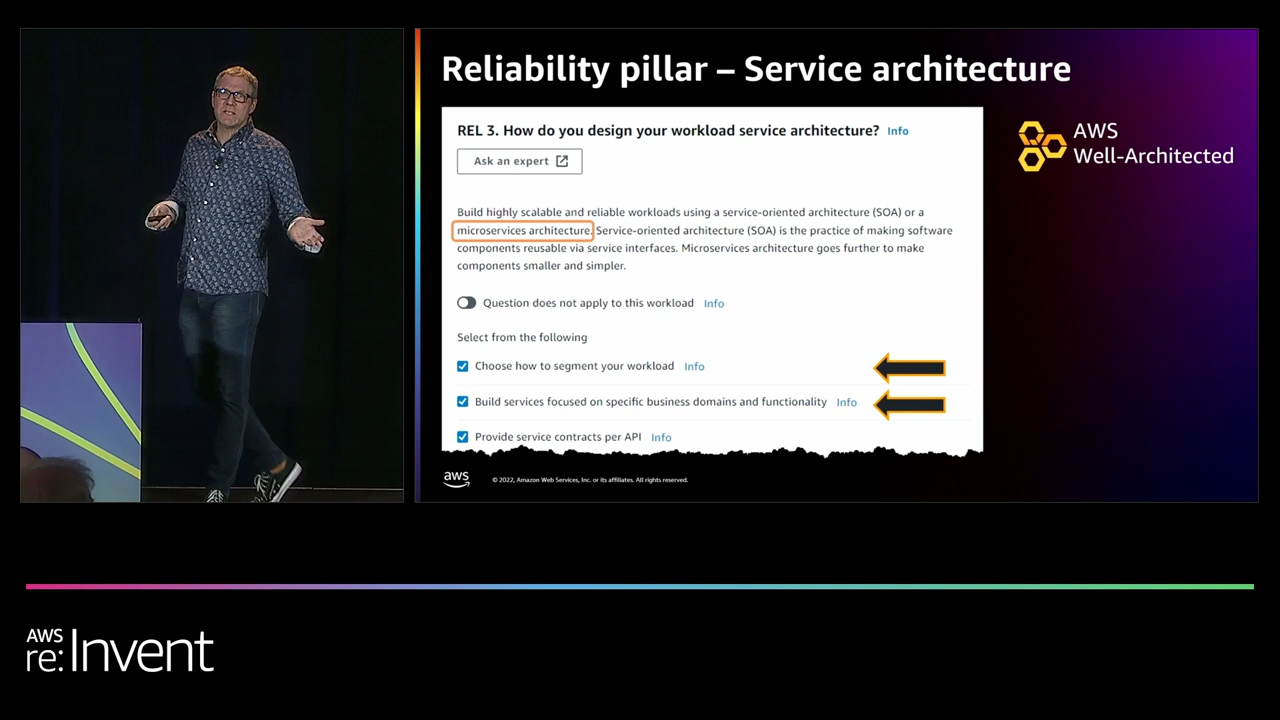 Reliability pillar – Service architecture
REL 3. How do you design your workload service architecture? Info
Ask an expert
AWS
Well-Architected
Build highly scalable and reliable workloads using a service-oriented architecture (SOA) or a
microservices architecture. Service-oriented architecture (SOA) is the practice of making software
components reusable via service interfaces. Microservices architecture goes further to make
components smaller and simpler.
Question does not apply to this workload Info
Select from the following
Choose how to segment your workload Info
Build services focused on specific business domains and functionality Info
Provide service contracts per API Info
aws
© 2022, Amazon Web Services, Inc. or its affiliates. All rights reserved.
AWS
re:Invent